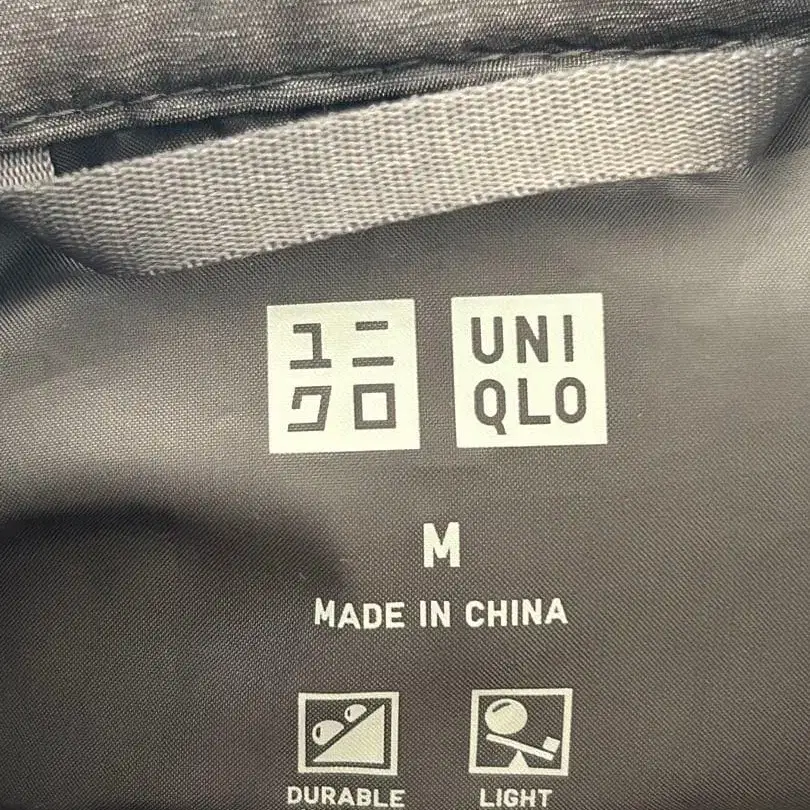 ユニ
クロ
UNI
QLO
M
MADE IN CHINA
DURABLE
LIGHT